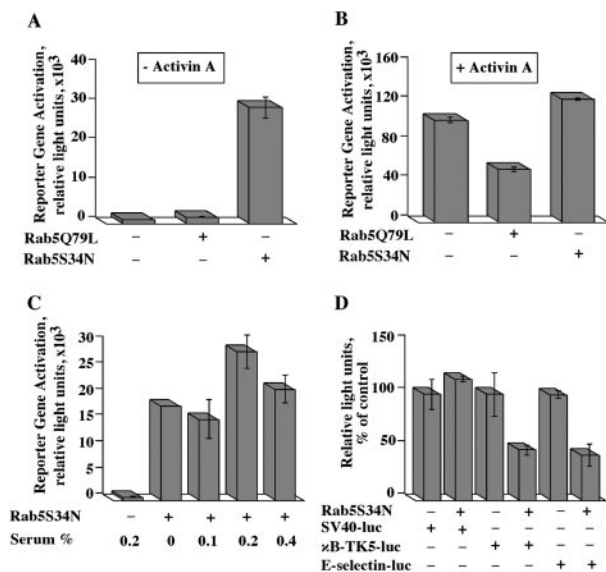 A
Reporter Gene Activation,
relative light units, x10³
40
30
20
10
0
- Activin A
Rab5Q79L – + –
Rab5S34N – – +
B
Reporter Gene Activation,
relative light units, x10³
160
120
80
40
0
+ Activin A
Rab5Q79L – + –
Rab5S34N – – +
C
Reporter Gene Activation,
relative light units, x10³
30
25
20
15
10
5
0
Rab5S34N – + + + +
Serum % 0.2 0 0.1 0.2 0.4
D
Relative light units,
% of control
150
100
50
0
Rab5S34N – + – + – +
SV40-luc + + – – – –
κB-TK5-luc – – + + – –
E-selectin-luc – – – – + +